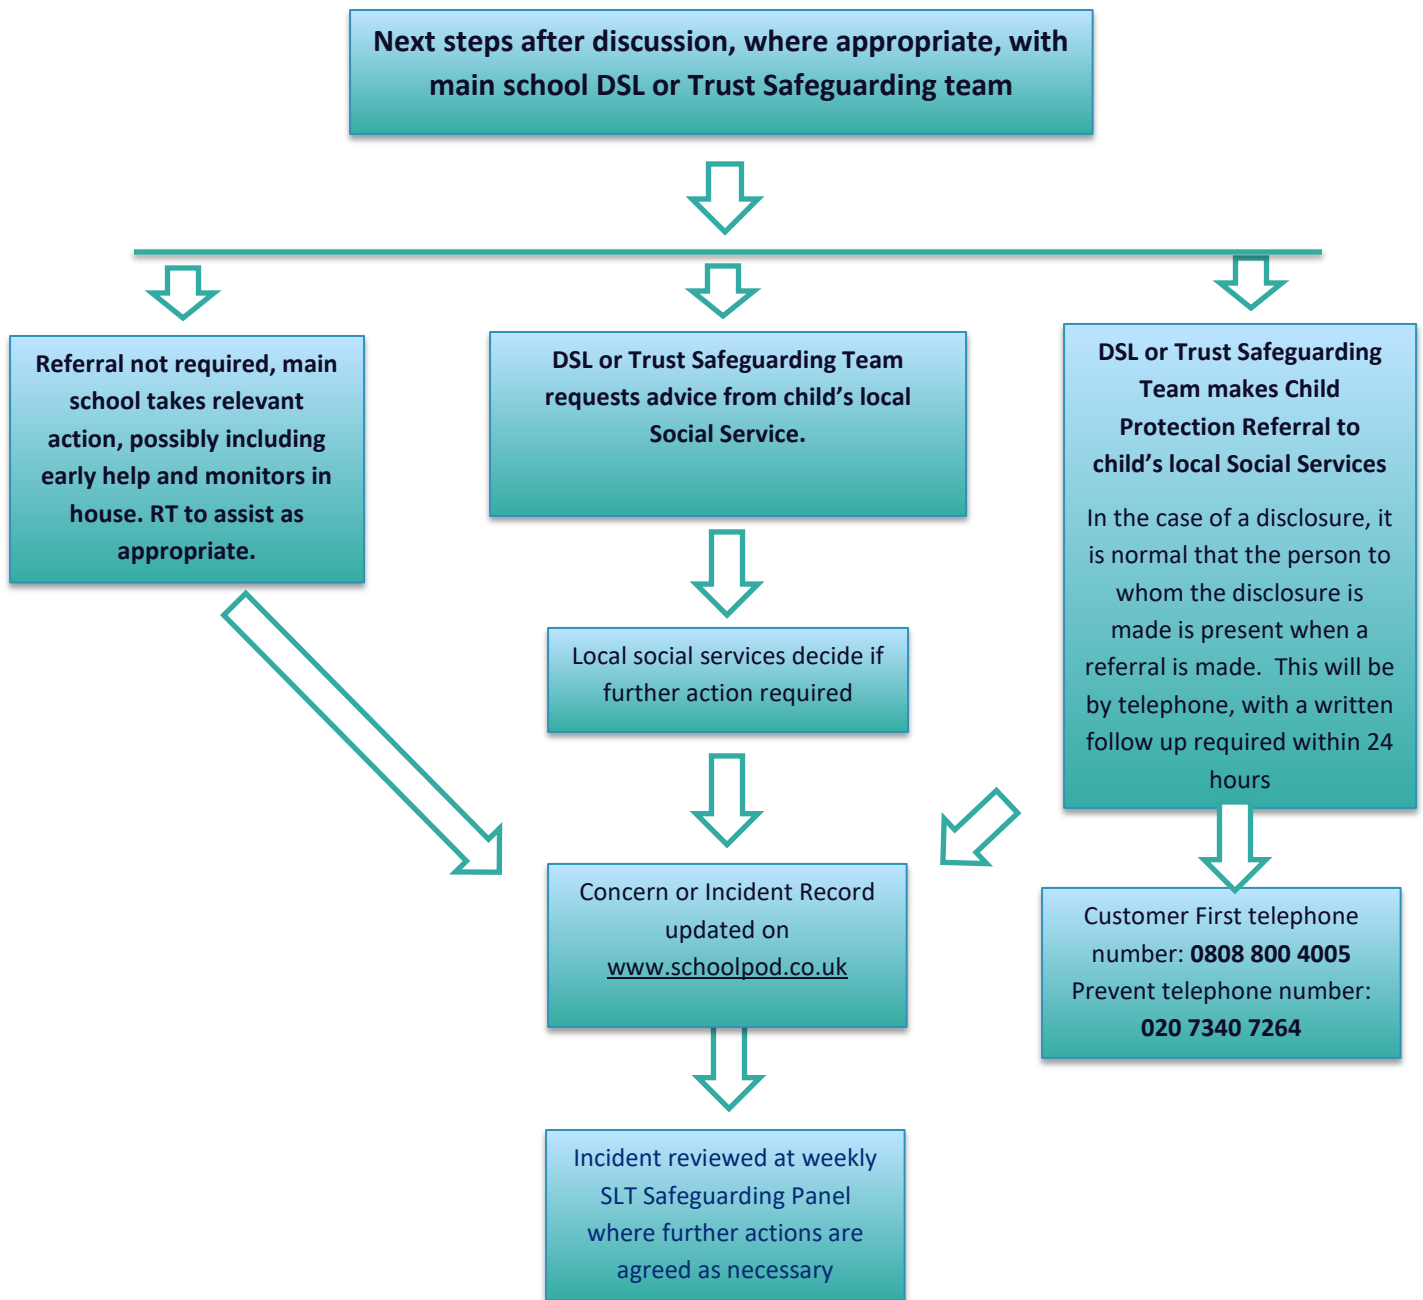 Next steps after discussion, where appropriate, with
main school DSL or Trust Safeguarding team
Referral not required, main
school takes relevant
action, possibly including
early help and monitors in
house. RT to assist as
appropriate.
DSL or Trust Safeguarding Team
requests advice from child’s local
Social Service.
DSL or Trust Safeguarding
Team makes Child
Protection Referral to
child’s local Social Services
In the case of a disclosure, it
is normal that the person to
whom the disclosure is
made is present when a
referral is made.  This will be
by telephone, with a written
follow up required within 24
hours
Local social services decide if
further action required
Concern or Incident Record
updated on
www.schoolpod.co.uk
Customer First telephone
number: 0808 800 4005
Prevent telephone number:
020 7340 7264
Incident reviewed at weekly
SLT Safeguarding Panel
where further actions are
agreed as necessary